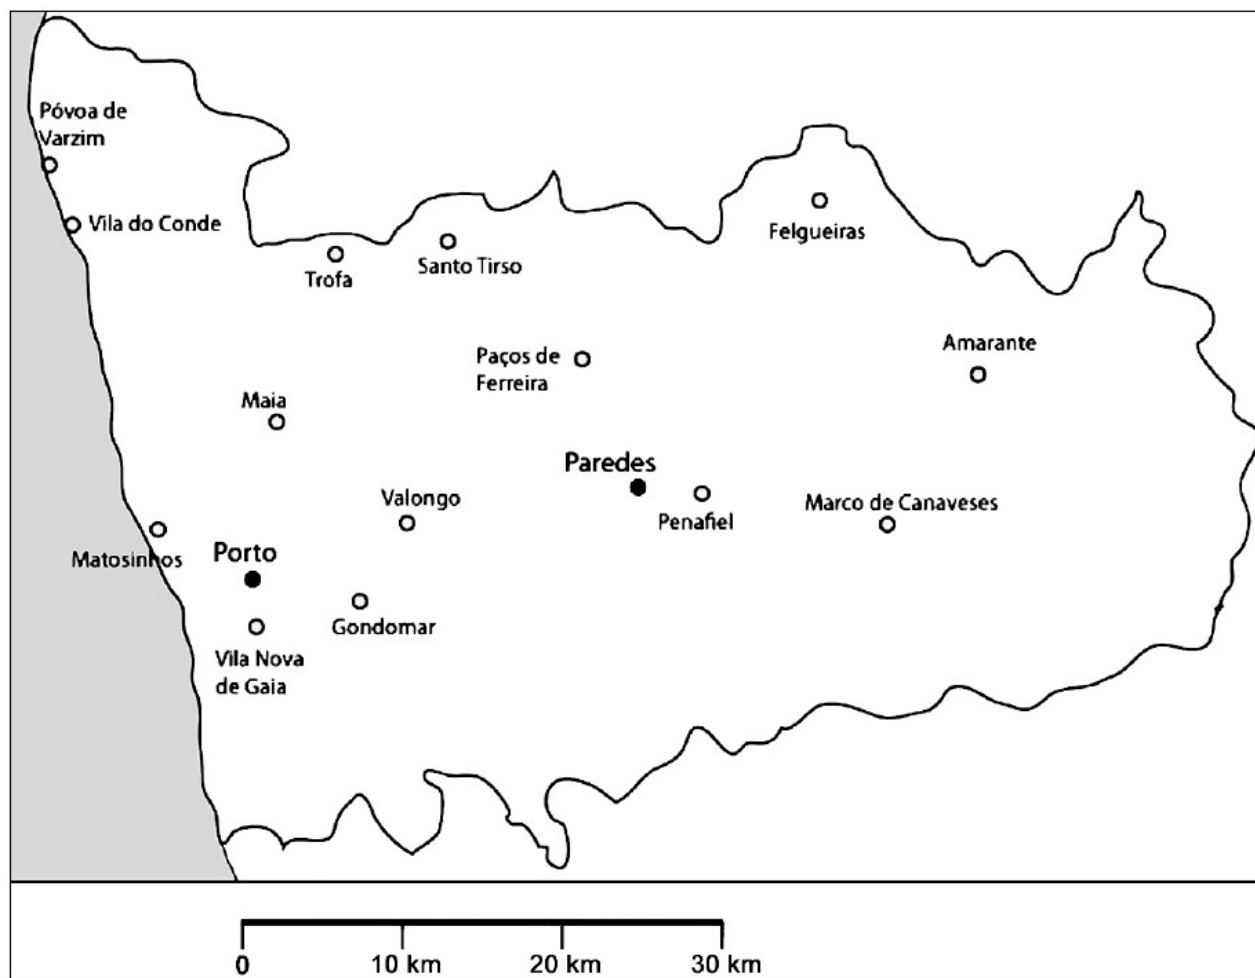 Póvoa de
Varzim
Vila do Conde
Trofa
Santo Tirso
Felgueiras
Paços de
Ferreira
Amarante
Maia
Paredes
Penafiel
Marco de Canaveses
Valongo
Matosinhos
Porto
Gondomar
Vila Nova
de Gaia
0
10 km
20 km
30 km